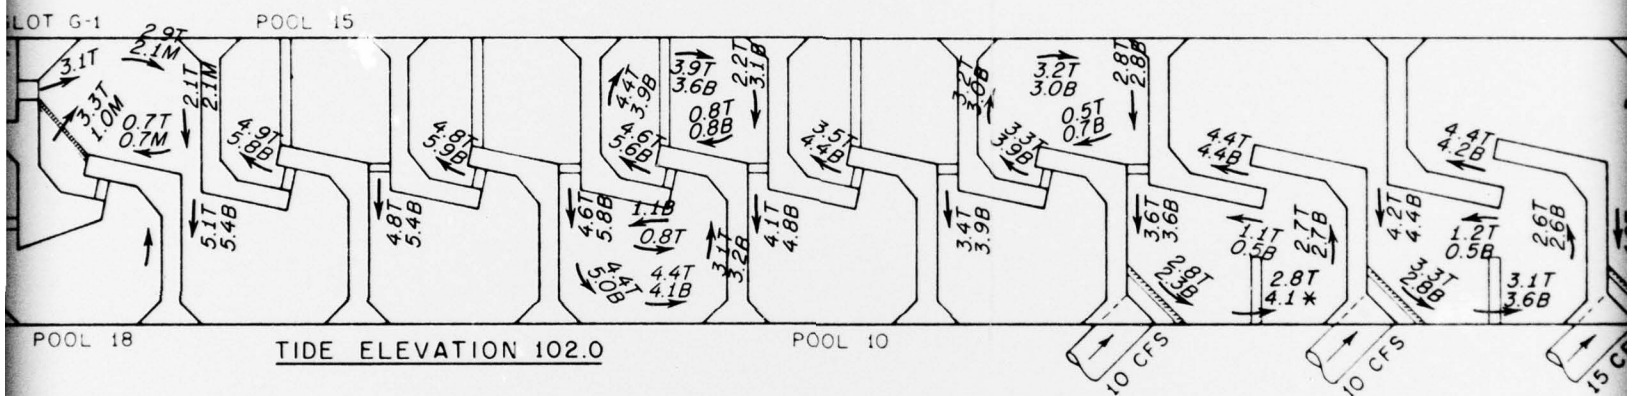 SLOT G-1
POOL 15
3.1T
2.9T
2.1M
3.3T
1.0M
0.7T
0.7M
2.1T
2.1M
4.9T
5.8B
5.1T
5.4B
4.8T
5.4B
4.8T
5.9B
4.4T
3.9B
4.6T
5.6B
3.9T
3.6B
0.8T
0.8B
2.2T
3.1B
4.6T
5.8B
1.1B
0.8T
4.4T
5.0B
4.4T
4.1B
3.1T
3.2B
4.1T
4.8B
3.5T
4.4B
3.2T
3.0B
3.4T
3.9B
3.3T
3.9B
3.2T
3.0B
0.5T
0.7B
2.8T
2.8B
3.6T
3.6B
4.4T
4.4B
1.1T
0.5B
2.7T
2.7B
2.8T
2.3B
2.8T
4.1*
4.2T
4.4B
4.4T
4.2B
1.2T
0.5B
2.6T
2.6B
3.3T
2.8B
3.1T
3.6B
POOL 18
TIDE ELEVATION 102.0
POOL 10
10 CFS
10 CFS
15 CF